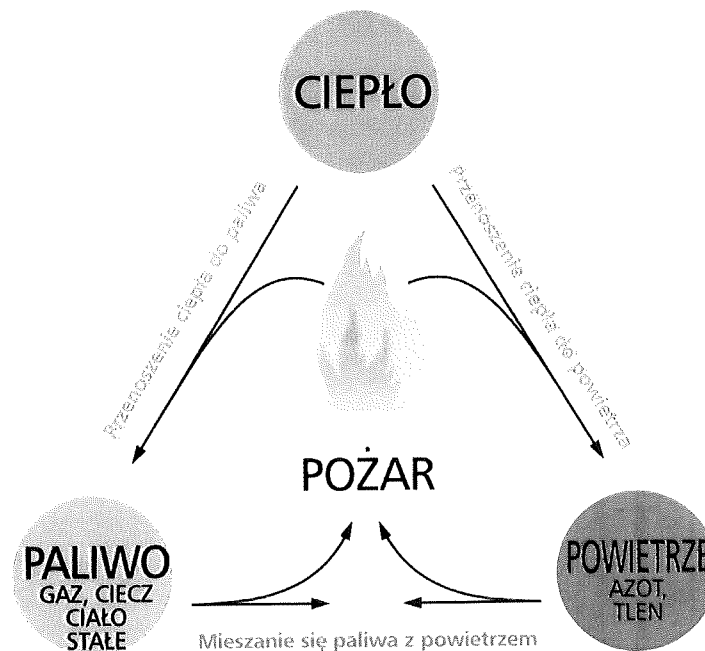 CIEPŁO
Przenoszenie ciepła do paliwa
Przenoszenie ciepła do powietrza
POŻAR
PALIWO
GAZ, CIECZ
CIAŁO
STAŁE
POWIETRZE
AZOT,
TLEN
Mieszanie się paliwa z powietrzem